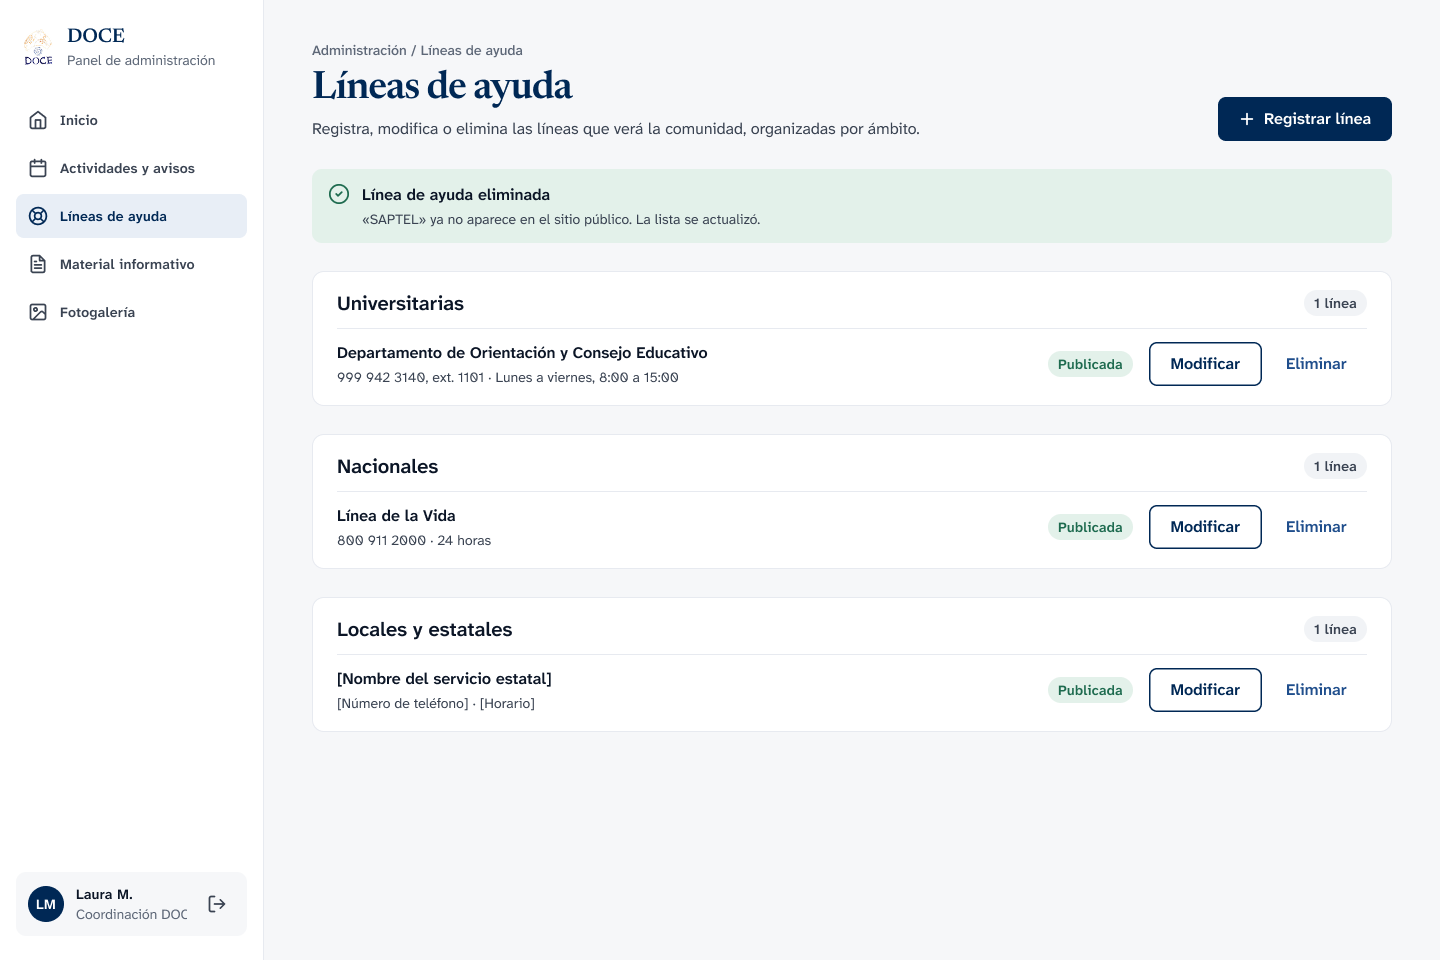 DOCE
DOCE
Panel de administración
Inicio
Actividades y avisos
Líneas de ayuda
Material informativo
Fotogalería
LM
Laura M.
Coordinación DOC
Administración / Líneas de ayuda
Líneas de ayuda
Registra, modifica o elimina las líneas que verá la comunidad, organizadas por ámbito.
Registrar línea
Línea de ayuda eliminada
«SAPTEL» ya no aparece en el sitio público. La lista se actualizó.
Universitarias
1 línea
Departamento de Orientación y Consejo Educativo
999 942 3140, ext. 1101 · Lunes a viernes, 8:00 a 15:00
Publicada
Modificar
Eliminar
Nacionales
1 línea
Línea de la Vida
800 911 2000 · 24 horas
Publicada
Modificar
Eliminar
Locales y estatales
1 línea
[Nombre del servicio estatal]
[Número de teléfono] · [Horario]
Publicada
Modificar
Eliminar